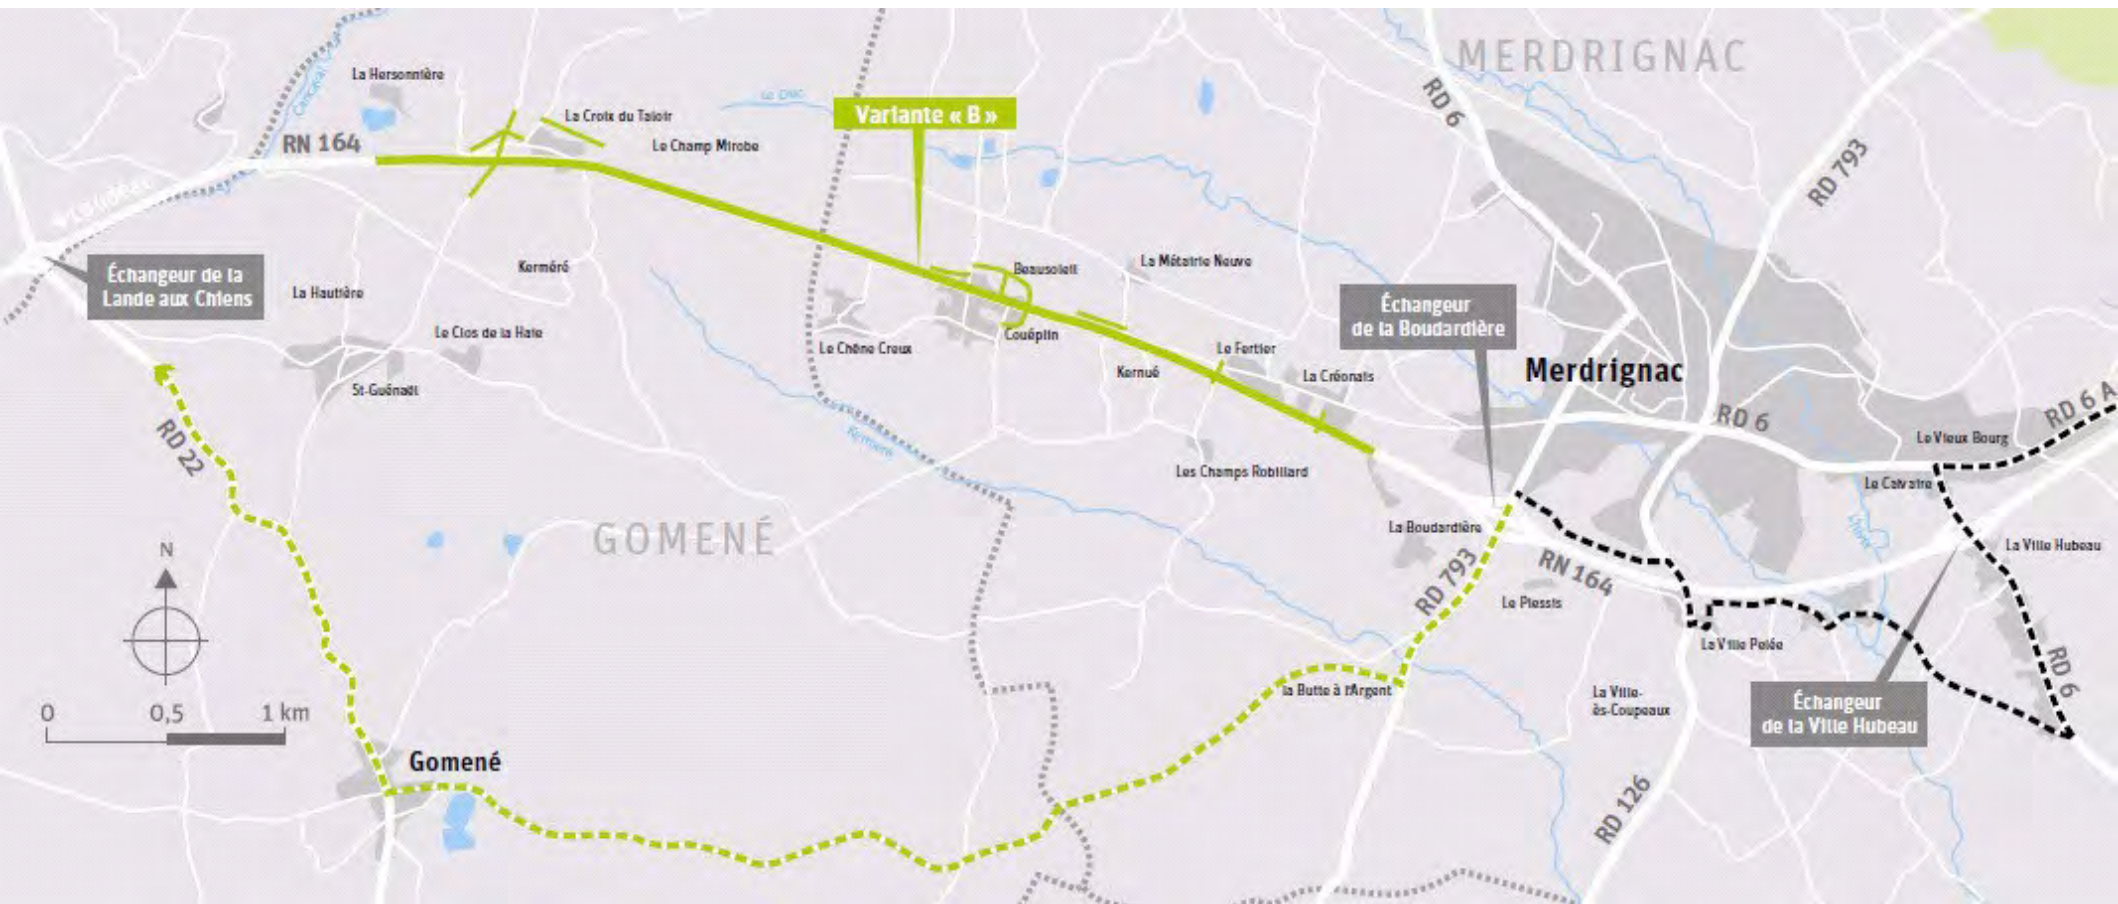 MERDRIGNAC
La Hersonnière
RD 6
Le Duc
Variante « B »
La Croix du Taloir
RN 164
Le Champ Mirobe
RD 793
Échangeur de la
Lande aux Chiens
Kerméré
Beausoleil
La Métairie Neuve
La Hautière
Échangeur
de la Boudardière
Le Clos de la Haie
Couéplin
Le Chêne Creux
Le Fertier
Kernué
La Créonais
Merdrignac
St-Guénaël
RD 6 A
RD 6
Le Vieux Bourg
RD 22
Les Champs Robillard
Le Calvaire
La Boudardière
GOMENÉ
La Ville Hubeau
N
RD 793
RN 164
Le Plessis
La Ville Pelée
RD 6
la Butte à l'Argent
La Ville-
ès-Coupeaux
Échangeur
de la Ville Hubeau
0 0,5 1 km
Gomené
RD 126